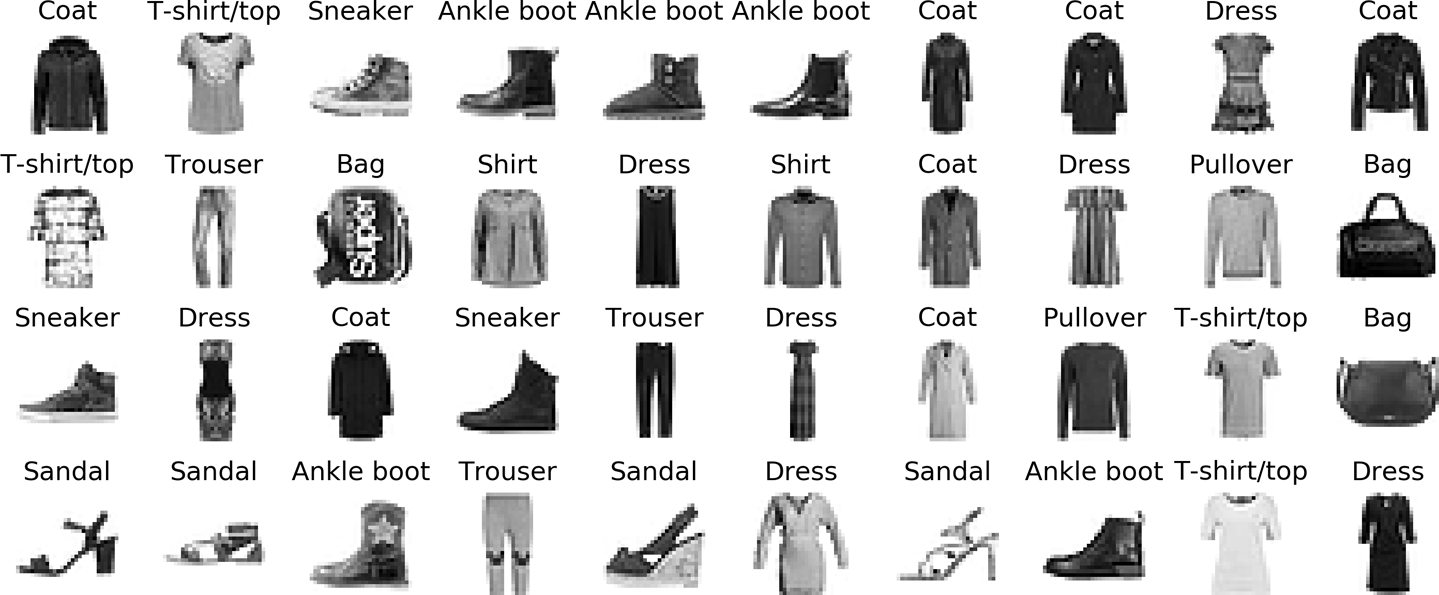 Coat T-shirt/top Sneaker Ankle boot Ankle boot Ankle boot Coat Coat Dress Coat
T-shirt/top Trouser Bag Shirt Dress Shirt Coat Dress Pullover Bag
Super
Sneaker Dress Coat Sneaker Trouser Dress Coat Pullover T-shirt/top Bag
Sandal Sandal Ankle boot Trouser Sandal Dress Sandal Ankle boot T-shirt/top Dress